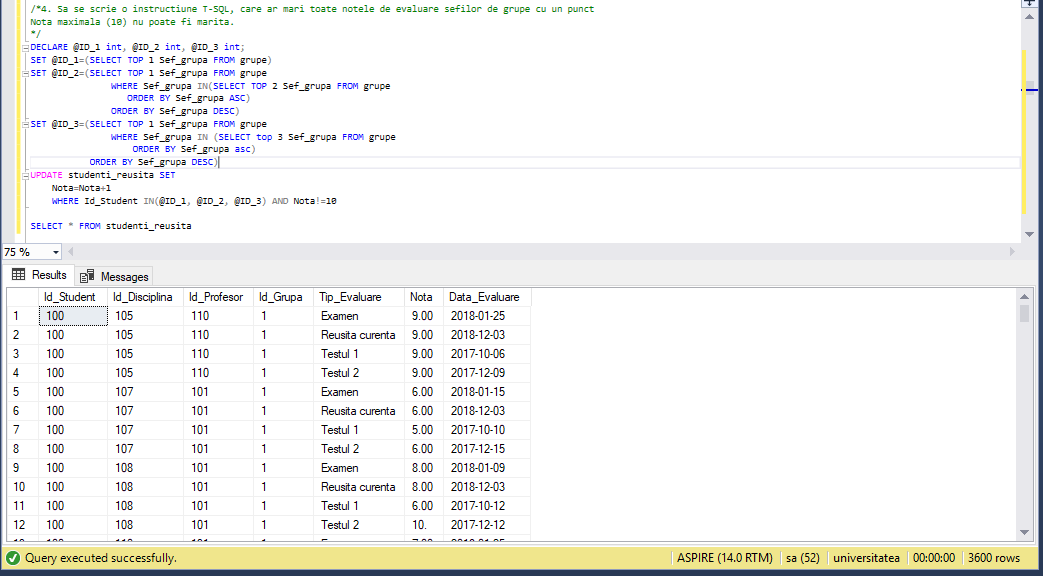 /*4. Sa se scrie o instructiune T-SQL, care ar mari toate notele de evaluare sefilor de grupe cu un punct
Nota maximala (10) nu poate fi marita.
*/
DECLARE @ID_1 int, @ID_2 int, @ID_3 int;
SET @ID_1=(SELECT TOP 1 Sef_grupa FROM grupe)
SET @ID_2=(SELECT TOP 1 Sef_grupa FROM grupe
WHERE Sef_grupa IN(SELECT TOP 2 Sef_grupa FROM grupe
ORDER BY Sef_grupa ASC)
ORDER BY Sef_grupa DESC)
SET @ID_3=(SELECT TOP 1 Sef_grupa FROM grupe
WHERE Sef_grupa IN (SELECT top 3 Sef_grupa FROM grupe
ORDER BY Sef_grupa asc)
ORDER BY Sef_grupa DESC)
UPDATE studenti_reusita SET
Nota=Nota+1
WHERE Id_Student IN(@ID_1, @ID_2, @ID_3) AND Nota!=10
SELECT * FROM studenti_reusita
75 %
Results Messages
Id_Student Id_Disciplina Id_Profesor Id_Grupa Tip_Evaluare Nota Data_Evaluare
1 100 105 110 1 Examen 9.00 2018-01-25
2 100 105 110 1 Reusita curenta 9.00 2018-12-03
3 100 105 110 1 Testul 1 9.00 2017-10-06
4 100 105 110 1 Testul 2 9.00 2017-12-09
5 100 107 101 1 Examen 6.00 2018-01-15
6 100 107 101 1 Reusita curenta 6.00 2018-12-03
7 100 107 101 1 Testul 1 5.00 2017-10-10
8 100 107 101 1 Testul 2 6.00 2017-12-15
9 100 108 101 1 Examen 8.00 2018-01-09
10 100 108 101 1 Reusita curenta 8.00 2018-12-03
11 100 108 101 1 Testul 1 6.00 2017-10-12
12 100 108 101 1 Testul 2 10. 2017-12-12
Query executed successfully. ASPIRE (14.0 RTM) sa (52) universitatea 00:00:00 3600 rows